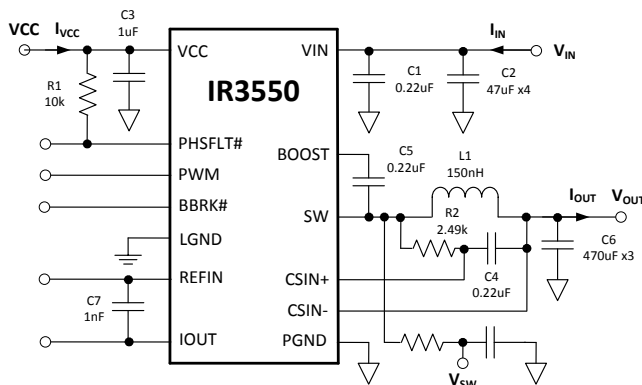 VCC
IVCC
C3
1uF
R1
10k
VCC
PHSFLT#
PWM
BBRK#
LGND
REFIN
C7
1nF
IOUT
IR3550
VIN
BOOST
SW
CSIN+
CSIN-
PGND
IIN
VIN
C1
0.22uF
C2
47uF x4
C5
0.22uF
L1
150nH
R2
2.49k
C4
0.22uF
IOUT
VOUT
C6
470uF x3
VSW